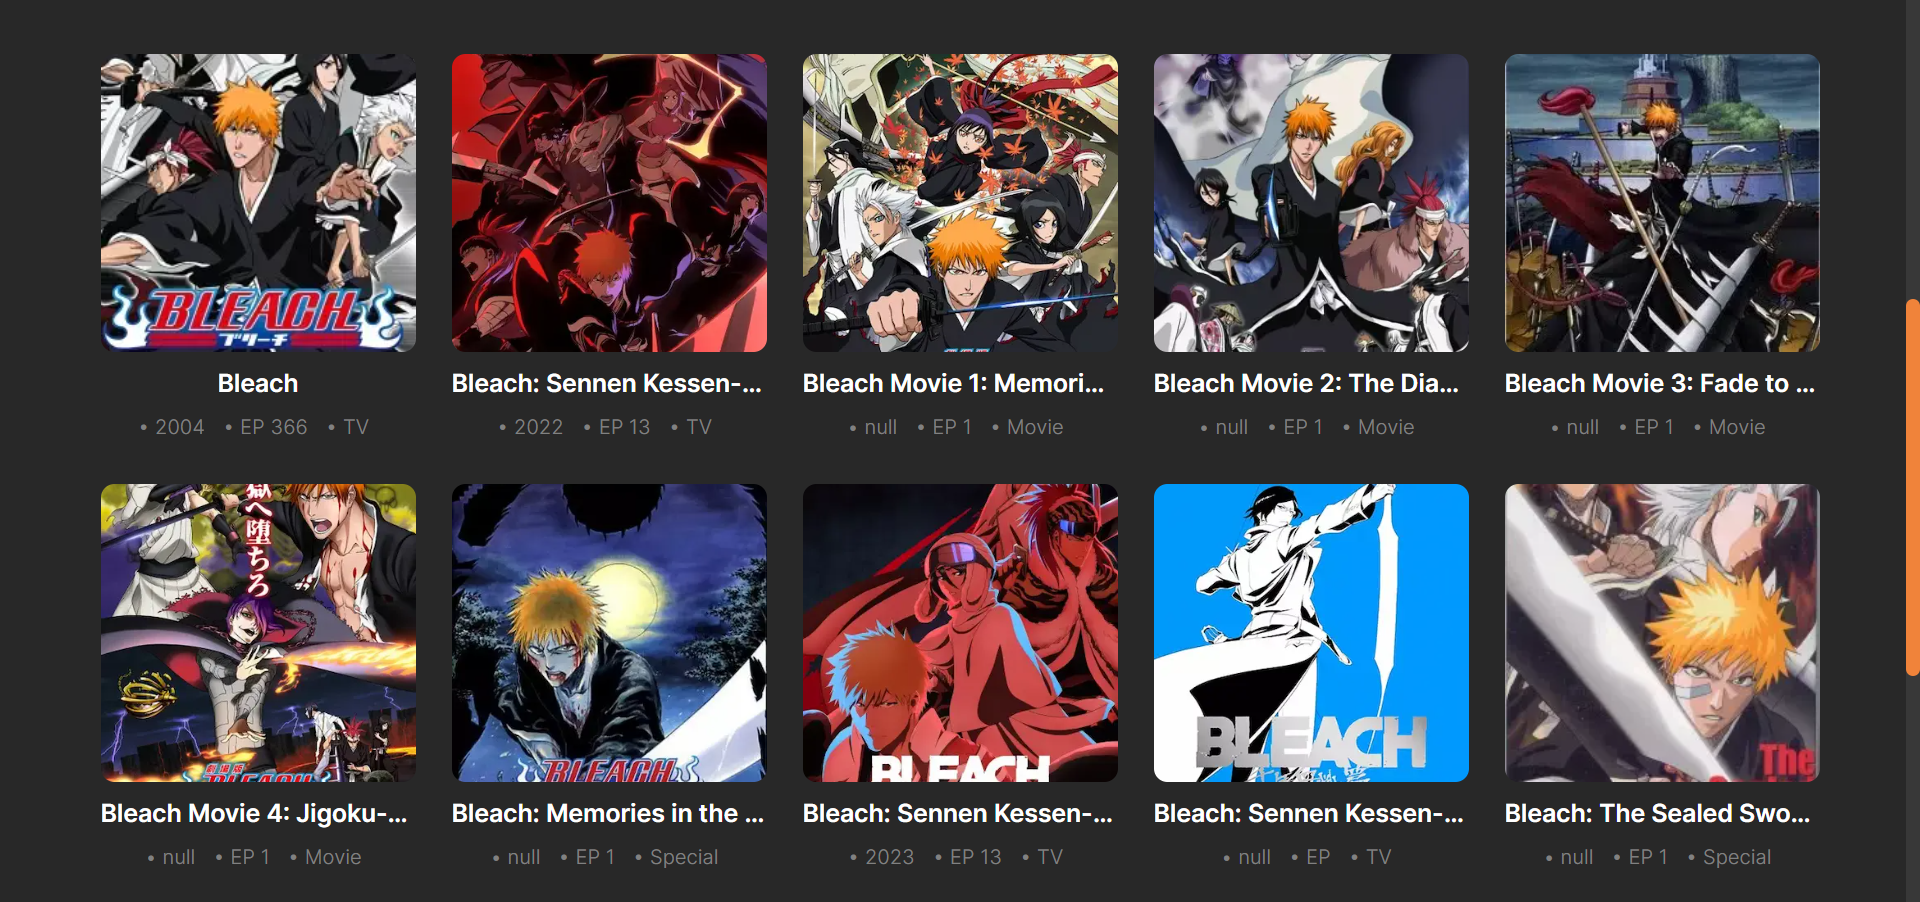 BLEACH
ブリーチ
Bleach
• 2004 • EP 366 • TV
Bleach: Sennen Kessen-...
• 2022 • EP 13 • TV
Bleach Movie 1: Memori...
• null • EP 1 • Movie
Bleach Movie 2: The Dia...
• null • EP 1 • Movie
Bleach Movie 3: Fade to ...
• null • EP 1 • Movie
獄へ堕ちろ
劇場版
BLEACH
Bleach Movie 4: Jigoku-...
• null • EP 1 • Movie
BLEACH
Bleach: Memories in the ...
• null • EP 1 • Special
BLEACH
Bleach: Sennen Kessen-...
• 2023 • EP 13 • TV
BLEACH
Bleach: Sennen Kessen-...
• null • EP • TV
The
Bleach: The Sealed Swo...
• null • EP 1 • Special